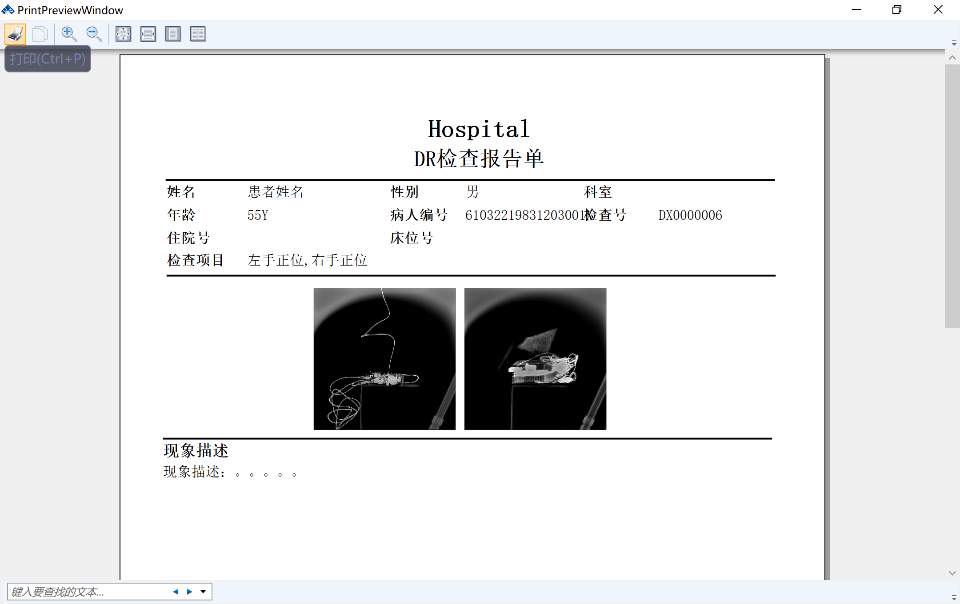 PrintPreviewWindow
打印(Ctrl+P)
Hospital
DR检查报告单
姓名 患者姓名 性别 男 科室
年龄 55Y 病人编号 610322198312030011 检查号 DX0000006
住院号 床位号
检查项目 左手正位,右手正位
现象描述
现象描述:。。。。。
键入要查找的文本...